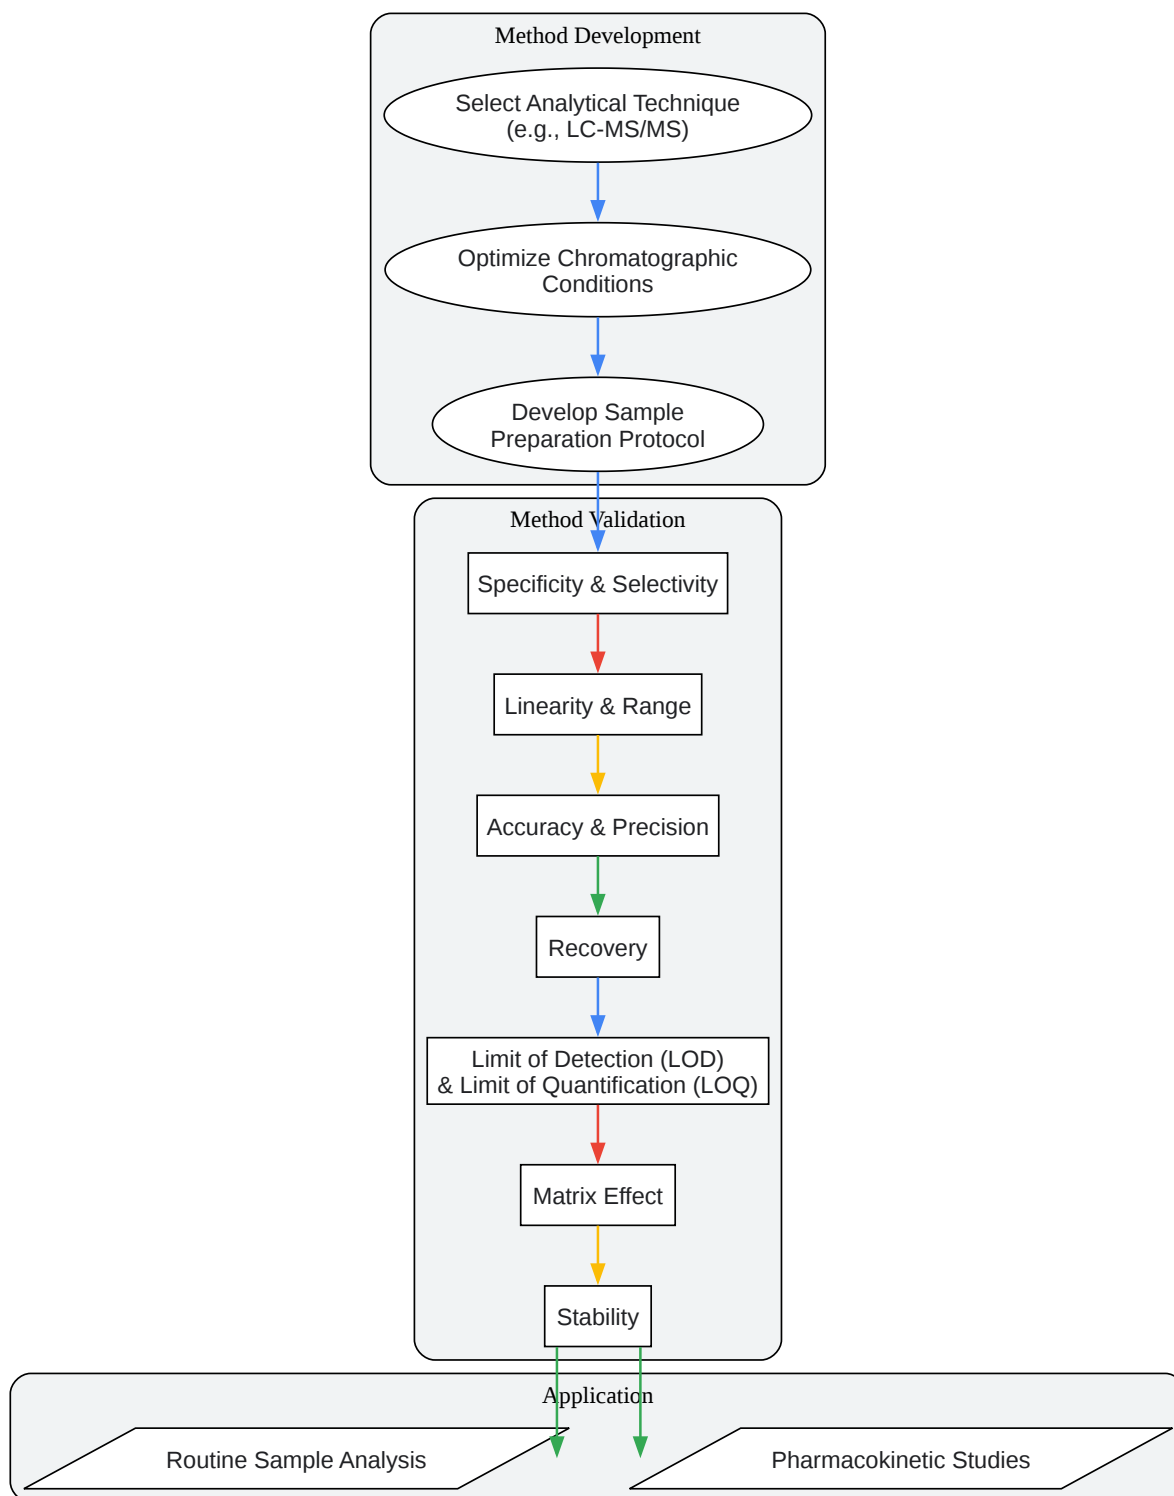 Method Development
Select Analytical Technique
(e.g., LC-MS/MS)
Optimize Chromatographic
Conditions
Develop Sample
Preparation Protocol
Method Validation
Specificity & Selectivity
Linearity & Range
Accuracy & Precision
Recovery
Limit of Detection (LOD)
& Limit of Quantification (LOQ)
Matrix Effect
Stability
Application
Routine Sample Analysis
Pharmacokinetic Studies